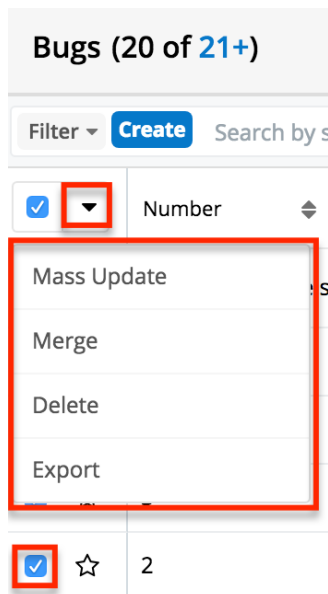 Bugs (20 of 21+)
Filter Create Search by s
Number
Mass Update
Merge
Delete
Export
2